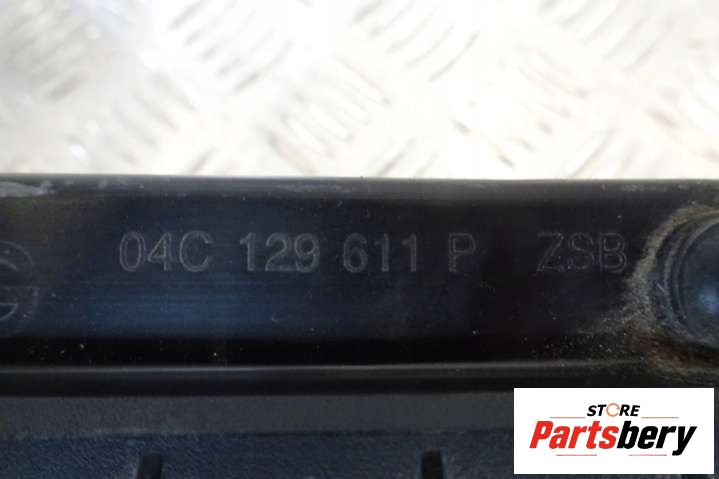 04C 129 611 P ZSB
STORE
Partsbery